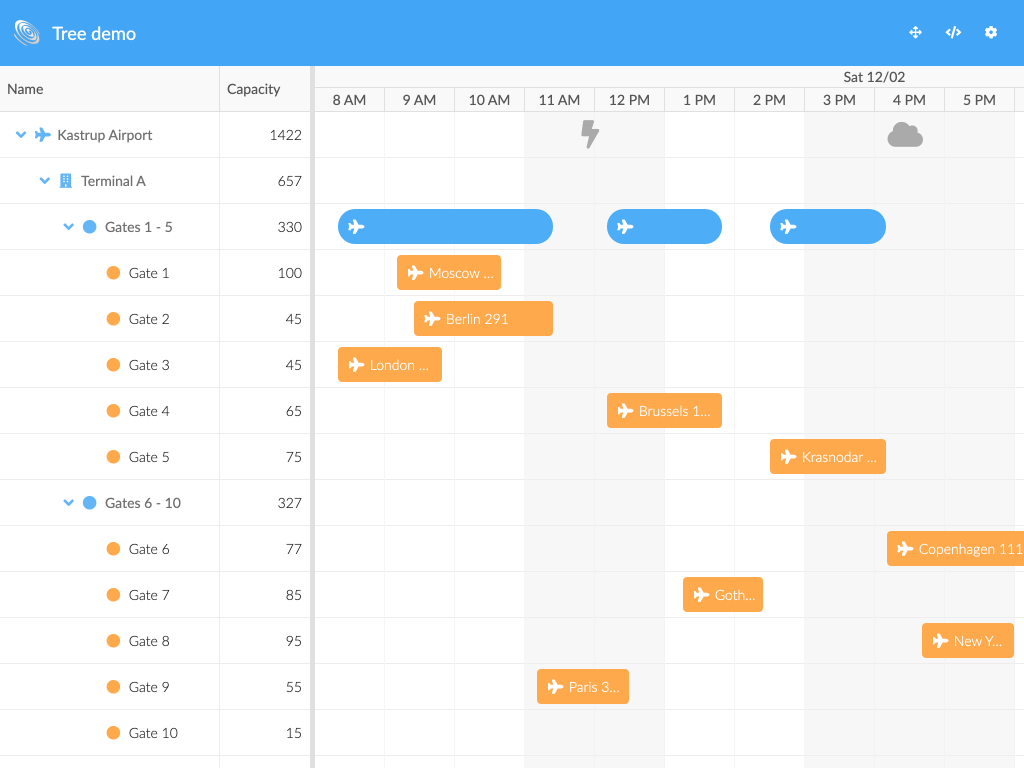 Tree demo
Name
Capacity
Sat 12/02
8 AM 9 AM 10 AM 11 AM 12 PM 1 PM 2 PM 3 PM 4 PM 5 PM
Kastrup Airport 1422
Terminal A 657
Gates 1 - 5 330
Gate 1 100 Moscow ...
Gate 2 45 Berlin 291
Gate 3 45 London ...
Gate 4 65 Brussels 1...
Gate 5 75 Krasnodar ...
Gates 6 - 10 327
Gate 6 77 Copenhagen 111
Gate 7 85 Goth...
Gate 8 95 New Y...
Gate 9 55 Paris 3...
Gate 10 15